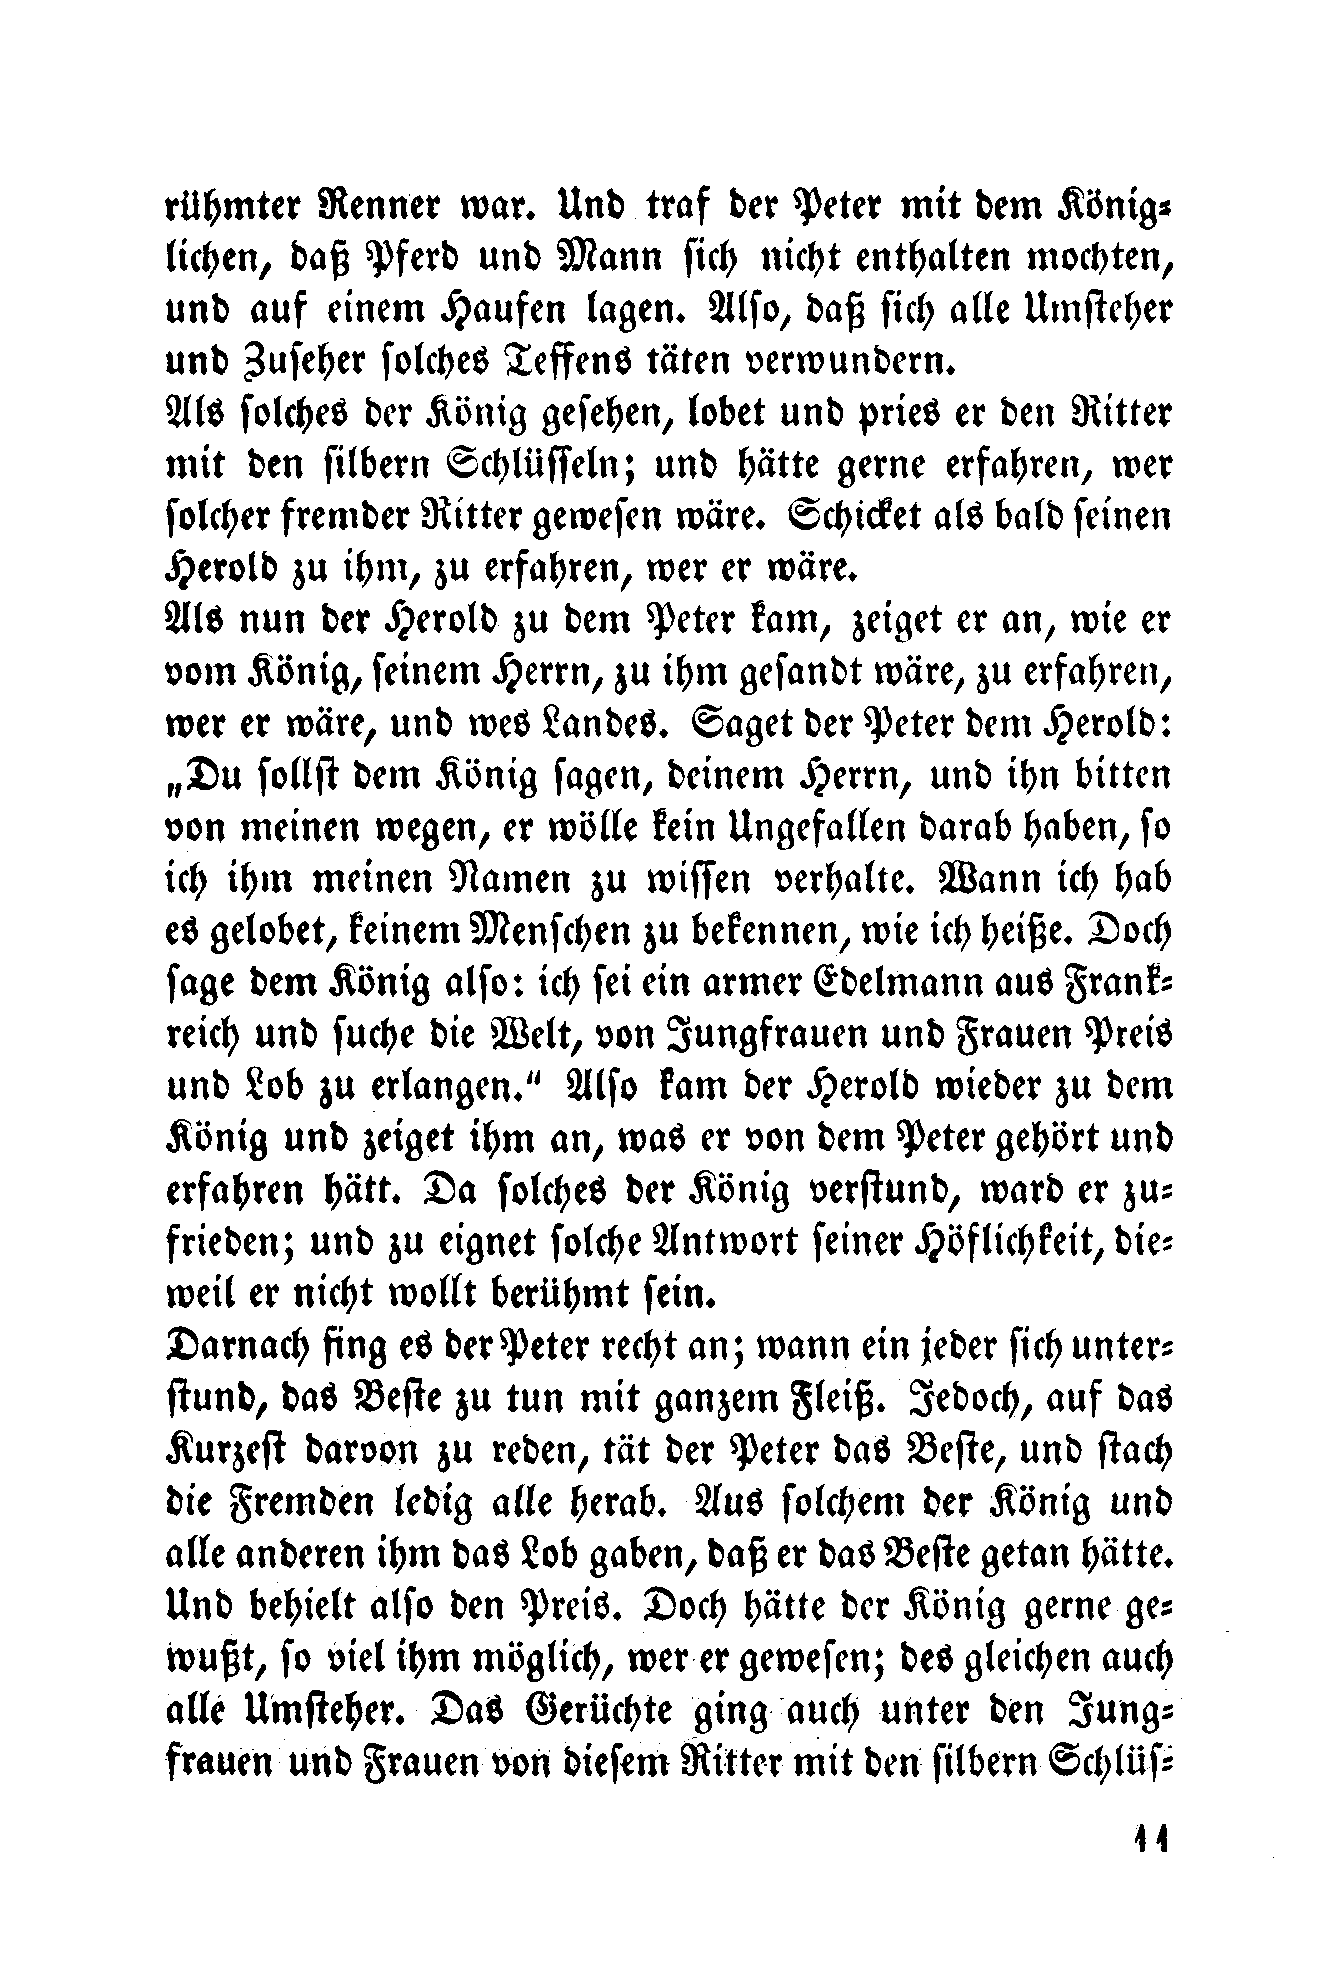 rühmter Renner war. Und traf der Peter mit dem König-
lichen, daß Pferd und Mann sich nicht enthalten mochten,
und auf einem Haufen lagen. Also, daß sich alle Umsteher
und Zuseher solches Teffens täten verwundern.
Als solches der König gesehen, lobet und pries er den Ritter
mit den silbern Schlüsseln; und hätte gerne erfahren, wer
solcher fremder Ritter gewesen wäre. Schicket als bald seinen
Herold zu ihm, zu erfahren, wer er wäre.
Als nun der Herold zu dem Peter kam, zeiget er an, wie er
vom König, seinem Herrn, zu ihm gesandt wäre, zu erfahren,
wer er wäre, und wes Landes. Saget der Peter dem Herold:
„Du sollst dem König sagen, deinem Herrn, und ihn bitten
von meinen wegen, er wölle kein Ungefallen darab haben, so
ich ihm meinen Namen zu wissen verhalte. Wann ich hab
es gelobet, keinem Menschen zu bekennen, wie ich heiße. Doch
sage dem König also: ich sei ein armer Edelmann aus Frank-
reich und suche die Welt, von Jungfrauen und Frauen Preis
und Lob zu erlangen.“ Also kam der Herold wieder zu dem
König und zeiget ihm an, was er von dem Peter gehört und
erfahren hätt. Da solches der König verstund, ward er zu-
frieden; und zu eignet solche Antwort seiner Höflichkeit, die-
weil er nicht wollt berühmt sein.
Darnach fing es der Peter recht an; wann ein jeder sich unter-
stund, das Beste zu tun mit ganzem Fleiß. Jedoch, auf das
Kurzest darvon zu reden, tät der Peter das Beste, und stach
die Fremden ledig alle herab. Aus solchem der König und
alle anderen ihm das Lob gaben, daß er das Beste getan hätte.
Und behielt also den Preis. Doch hätte der König gerne ge-
wußt, so viel ihm möglich, wer er gewesen; des gleichen auch
alle Umsteher. Das Gerüchte ging auch unter den Jung-
frauen und Frauen von diesem Ritter mit den silbern Schlüs-
11